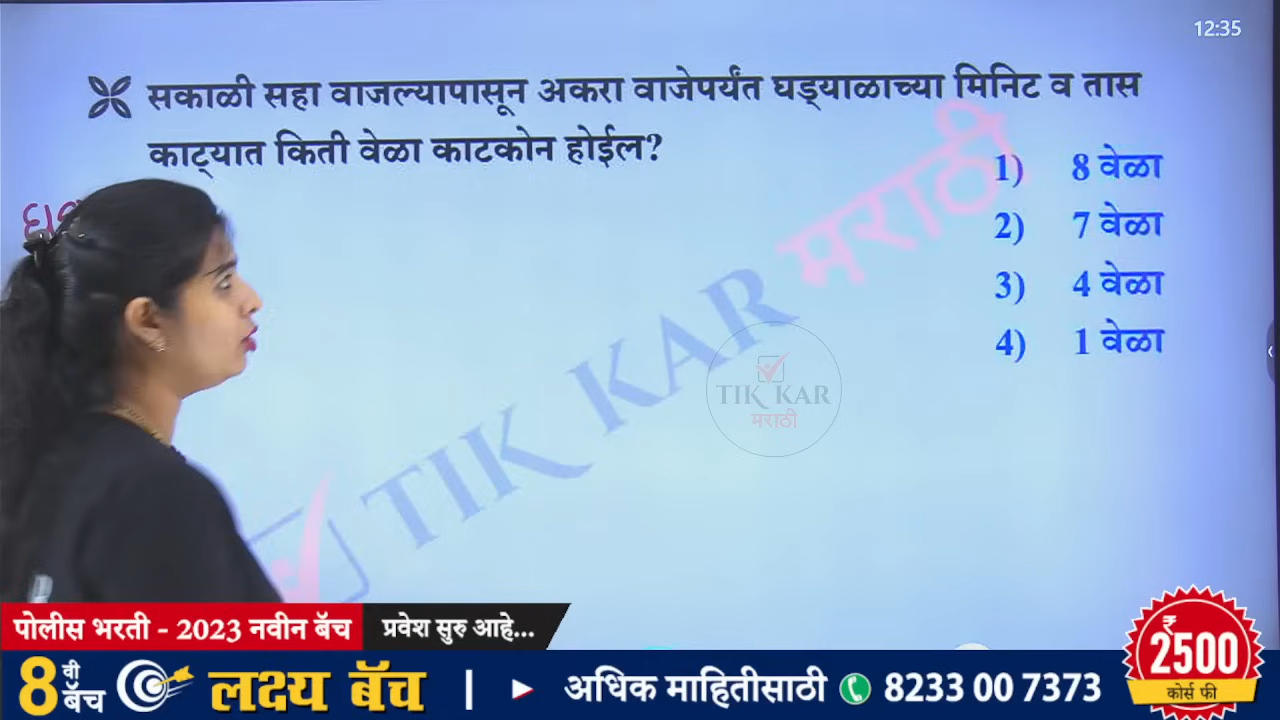 12:35
सकाळी सहा वाजल्यापासून अकरा वाजेपर्यंत घड्याळाच्या मिनिट व तास
काट्यात किती वेळा काटकोन होईल?
1) 8 वेळा
2) 7 वेळा
3) 4 वेळा
4) 1 वेळा
TIK KAR मराठी
TIK KAR
मराठी
पोलीस भरती - 2023 नवीन बॅच
प्रवेश सुरु आहे...
8 वी बॅच लक्ष्य बॅच | अधिक माहितीसाठी 8233 00 7373
₹ 2500
कोर्स फी